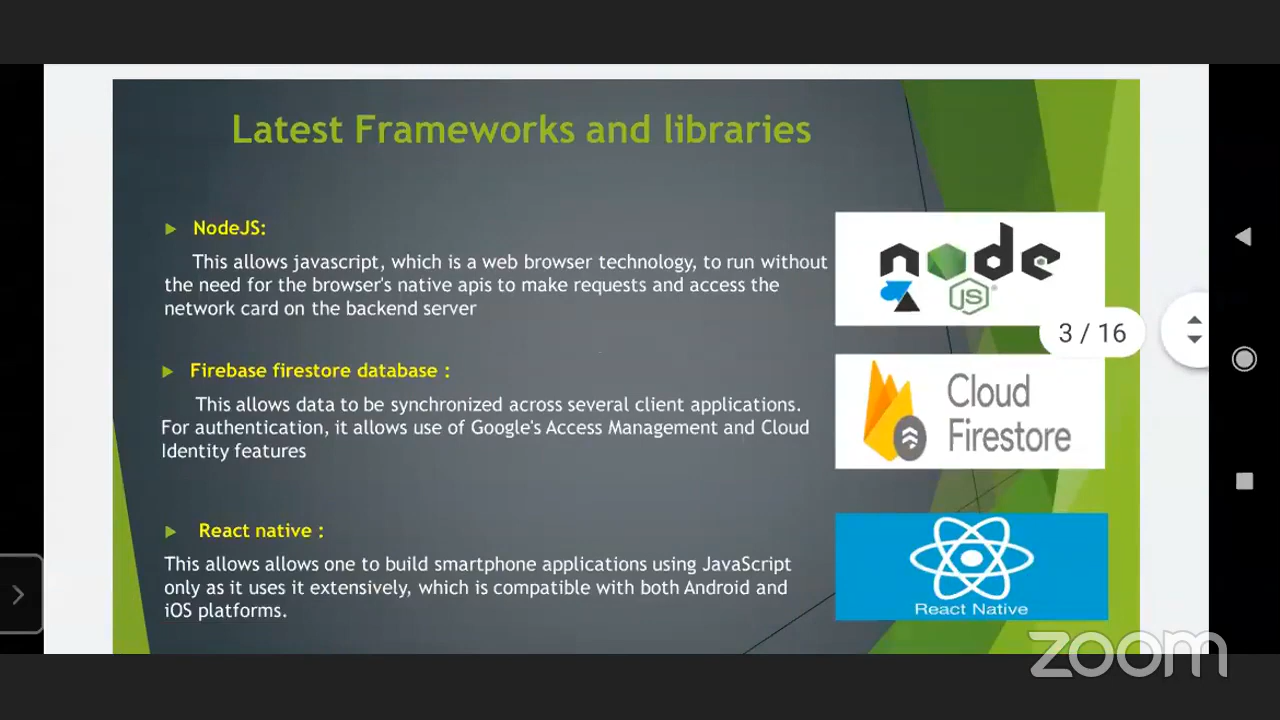 Latest Frameworks and libraries
NodeJS:
This allows javascript, which is a web browser technology, to run without
the need for the browser's native apis to make requests and access the
network card on the backend server
node
JS
3 / 16
Firebase firestore database :
This allows data to be synchronized across several client applications.
For authentication, it allows use of Google's Access Management and Cloud
Identity features
Cloud
Firestore
React native :
This allows allows one to build smartphone applications using JavaScript
only as it uses it extensively, which is compatible with both Android and
iOS platforms.
React Native
zoom